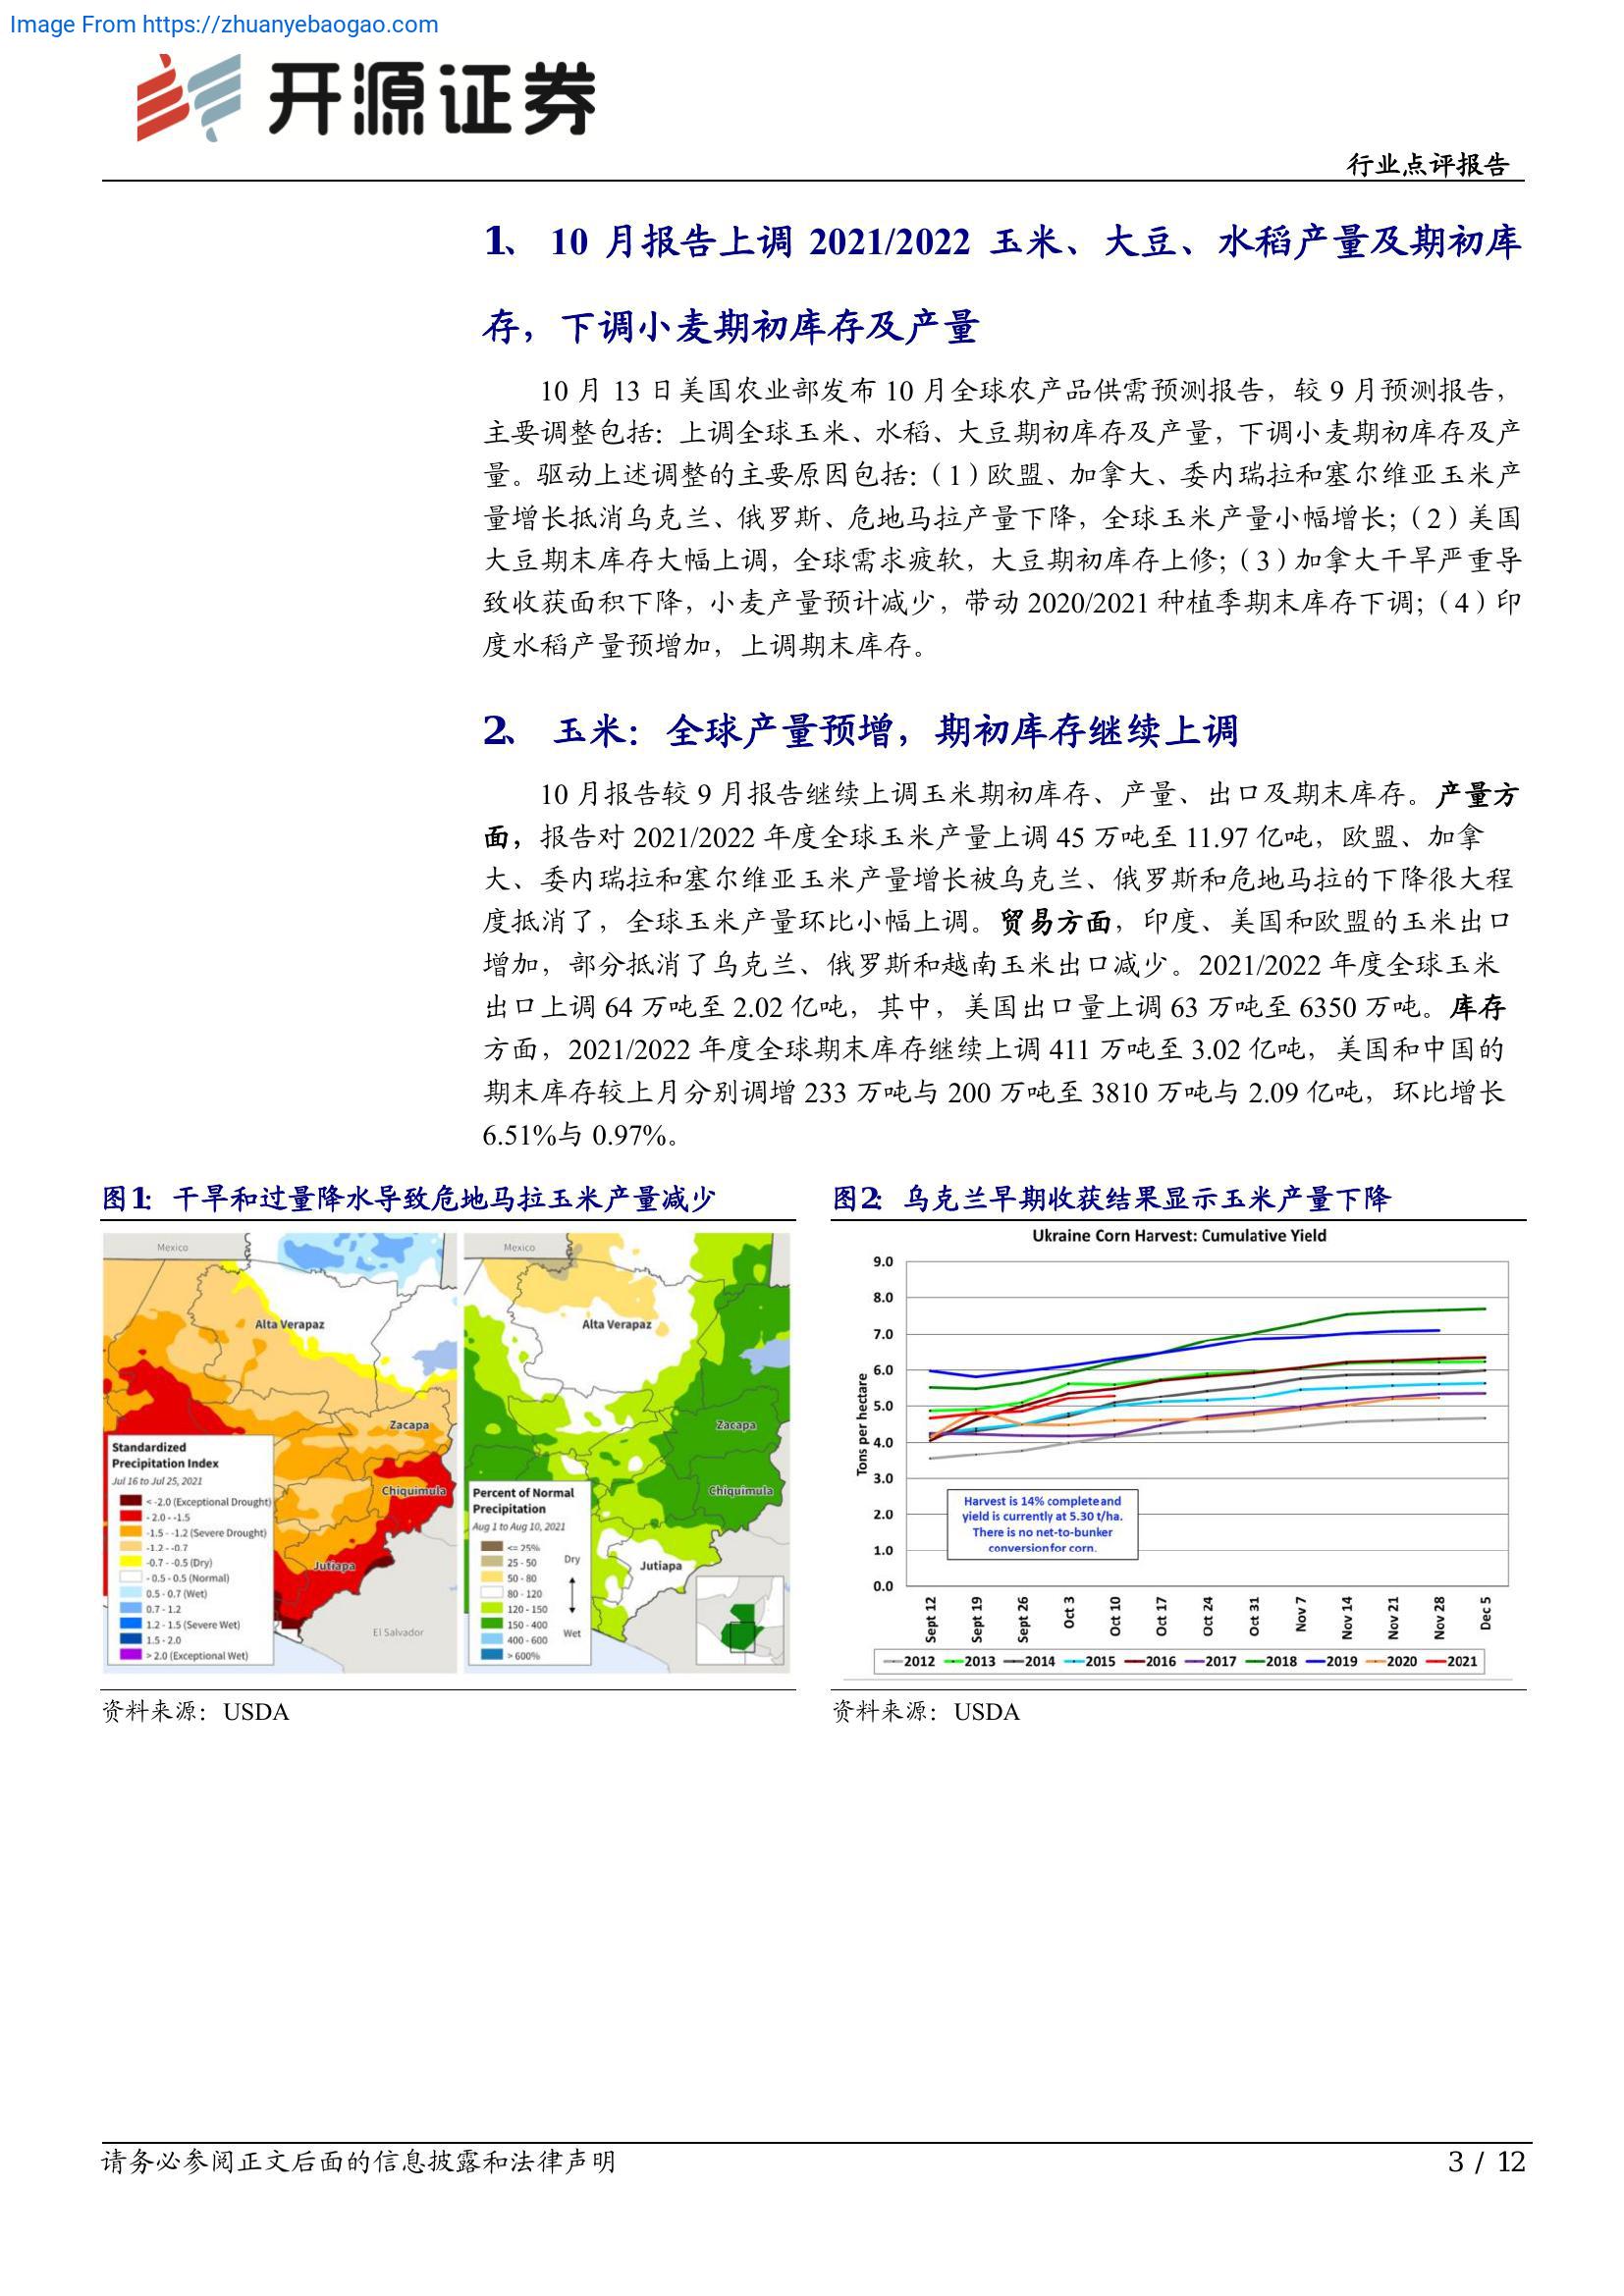 Image From https://zhuanyebaogao.com
开源证券
行业点评报告
1、 10 月报告上调 2021/2022 玉米、大豆、水稻产量及期初库
存，下调小麦期初库存及产量
10 月 13 日美国农业部发布 10 月全球农产品供需预测报告，较 9 月预测报告，
主要调整包括：上调全球玉米、水稻、大豆期初库存及产量，下调小麦期初库存及产
量。驱动上述调整的主要原因包括：（1）欧盟、加拿大、委内瑞拉和塞尔维亚玉米产
量增长抵消乌克兰、俄罗斯、危地马拉产量下降，全球玉米产量小幅增长；（2）美国
大豆期末库存大幅上调，全球需求疲软，大豆期初库存上修；（3）加拿大干旱严重导
致收获面积下降，小麦产量预计减少，带动 2020/2021 种植季期末库存下调；（4）印
度水稻产量预增加，上调期末库存。
2、 玉米：全球产量预增，期初库存继续上调
10 月报告较 9 月报告继续上调玉米期初库存、产量、出口及期末库存。产量方
面，报告对 2021/2022 年度全球玉米产量上调 45 万吨至 11.97 亿吨，欧盟、加拿
大、委内瑞拉和塞尔维亚玉米产量增长被乌克兰、俄罗斯和危地马拉的下降很大程
度抵消了，全球玉米产量环比小幅上调。贸易方面，印度、美国和欧盟的玉米出口
增加，部分抵消了乌克兰、俄罗斯和越南玉米出口减少。2021/2022 年度全球玉米
出口上调 64 万吨至 2.02 亿吨，其中，美国出口量上调 63 万吨至 6350 万吨。库存
方面，2021/2022 年度全球期末库存继续上调 411 万吨至 3.02 亿吨，美国和中国的
期末库存较上月分别调增 233 万吨与 200 万吨至 3810 万吨与 2.09 亿吨，环比增长
6.51%与 0.97%。
图1： 干旱和过量降水导致危地马拉玉米产量减少
Mexico
Alta Verapaz
Zacapa
Chiquimula
Jutiapa
El Salvador
Standardized
Precipitation Index
Jul 16 to Jul 25, 2021
< -2.0 (Exceptional Drought)
- 2.0 - -1.5
-1.5 - -1.2 (Severe Drought)
-1.2 - -0.7
-0.7 - -0.5 (Dry)
- 0.5 - 0.5 (Normal)
0.5 - 0.7 (Wet)
0.7 - 1.2
1.2 - 1.5 (Severe Wet)
1.5 - 2.0
> 2.0 (Exceptional Wet)
Mexico
Alta Verapaz
Zacapa
Chiquimula
Jutiapa
Percent of Normal
Precipitation
Aug 1 to Aug 10, 2021
<= 25%
25 - 50
50 - 80
80 - 120
120 - 150
150 - 400
400 - 600
> 600%
Dry
Wet
资料来源：USDA
图2： 乌克兰早期收获结果显示玉米产量下降
Ukraine Corn Harvest: Cumulative Yield
Tons per hectare
9.0
8.0
7.0
6.0
5.0
4.0
3.0
2.0
1.0
0.0
Harvest is 14% complete and
yield is currently at 5.30 t/ha.
There is no net-to-bunker
conversion for corn.
Sept 12 Sept 19 Sept 26 Oct 3 Oct 10 Oct 17 Oct 24 Oct 31 Nov 7 Nov 14 Nov 21 Nov 28 Dec 5
2012 2013 2014 2015 2016 2017 2018 2019 2020 2021
资料来源：USDA
请务必参阅正文后面的信息披露和法律声明
3 / 12